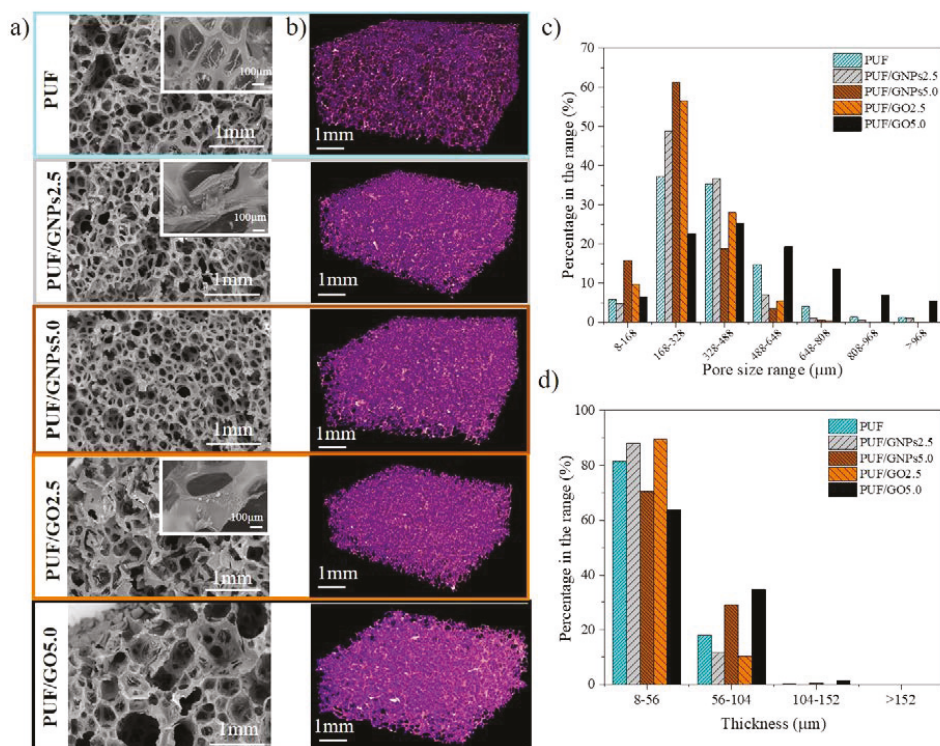 a)
PUF
100μm
1mm
PUF/GNPs2.5
100μm
1mm
PUF/GNPs5.0
1mm
PUF/GO2.5
100μm
1mm
PUF/GO5.0
1mm
b)
1mm
1mm
1mm
1mm
1mm
c)
Percentage in the range (%)
70
60
50
40
30
20
10
0
PUF
PUF/GNPs2.5
PUF/GNPs5.0
PUF/GO2.5
PUF/GO5.0
8-168
168-328
328-488
488-648
648-808
808-968
>968
Pore size range (μm)
d)
Percentage in the range (%)
100
80
60
40
20
0
PUF
PUF/GNPs2.5
PUF/GNPs5.0
PUF/GO2.5
PUF/GO5.0
8-56
56-104
104-152
>152
Thickness (μm)